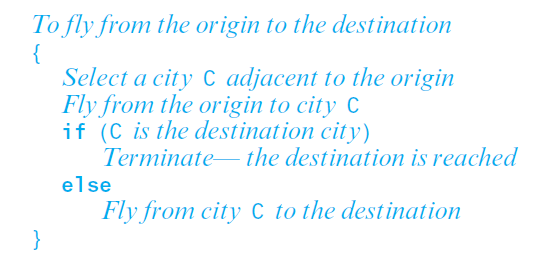 To fly from the origin to the destination
{
Select a city C adjacent to the origin
Fly from the origin to city C
if (C is the destination city)
Terminate— the destination is reached
else
Fly from city C to the destination
}